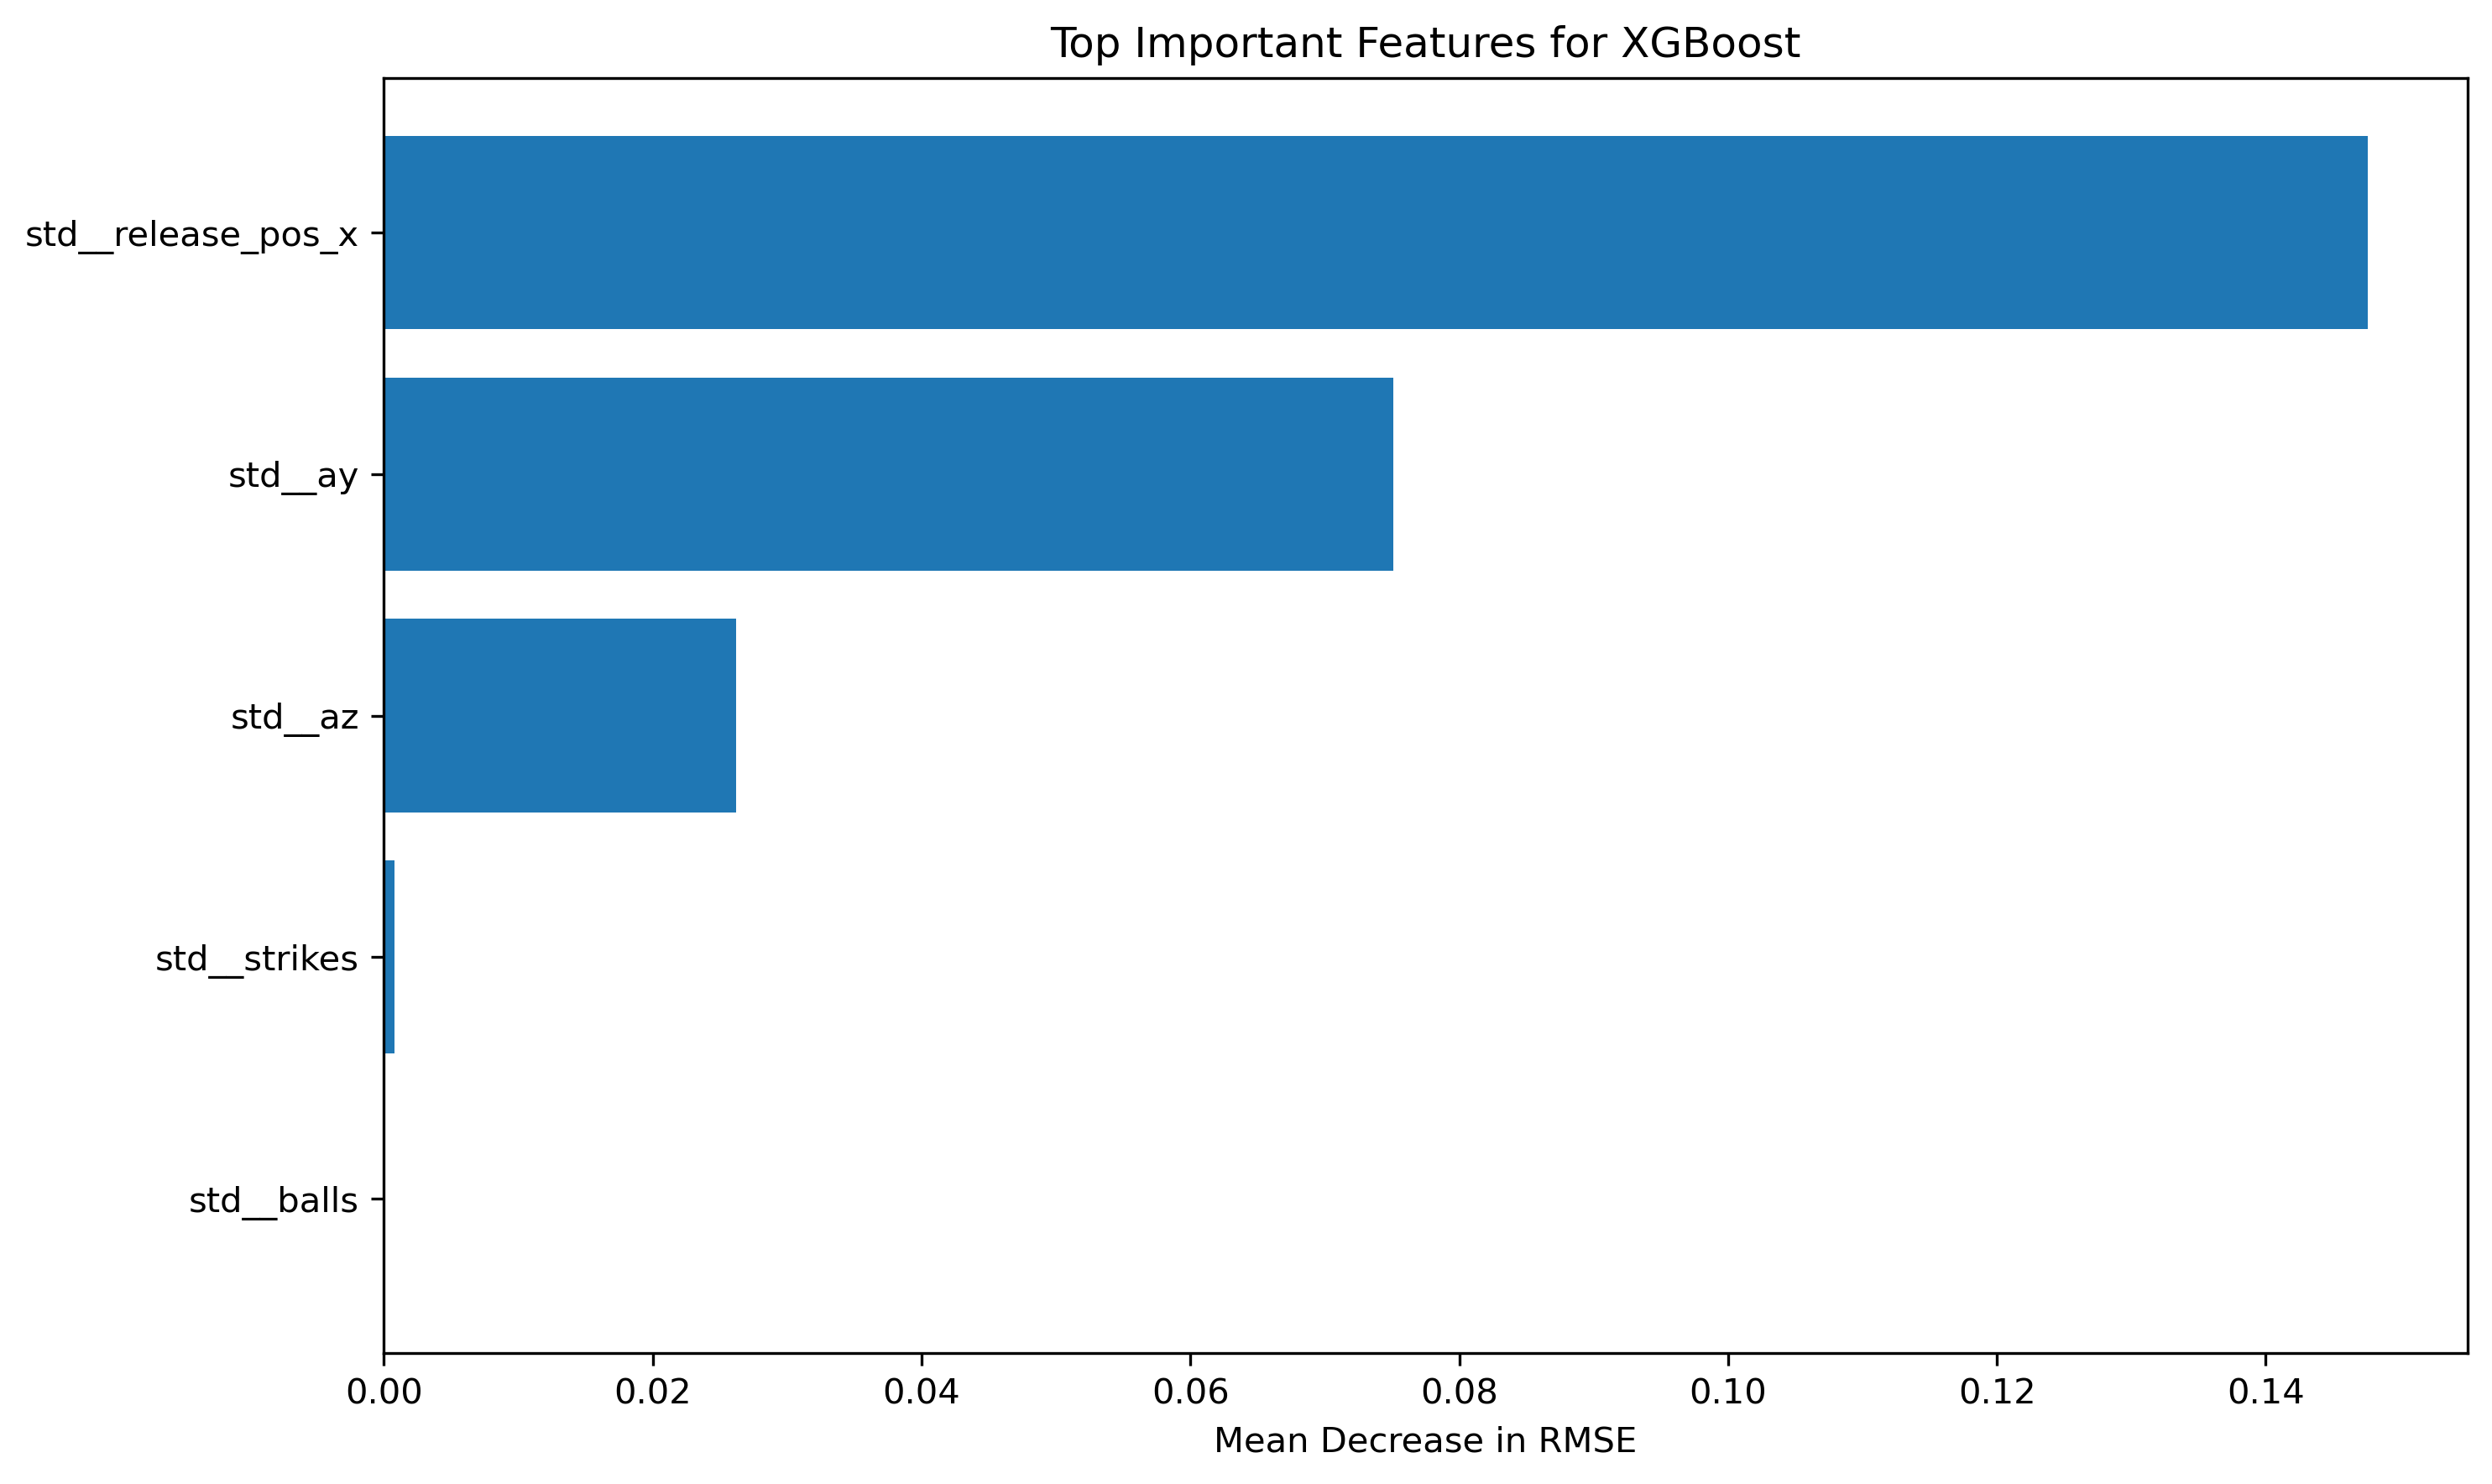 Top Important Features for XGBoost
std__release_pos_x
std__ay
std__az
std__strikes
std__balls
0.00 0.02 0.04 0.06 0.08 0.10 0.12 0.14
Mean Decrease in RMSE